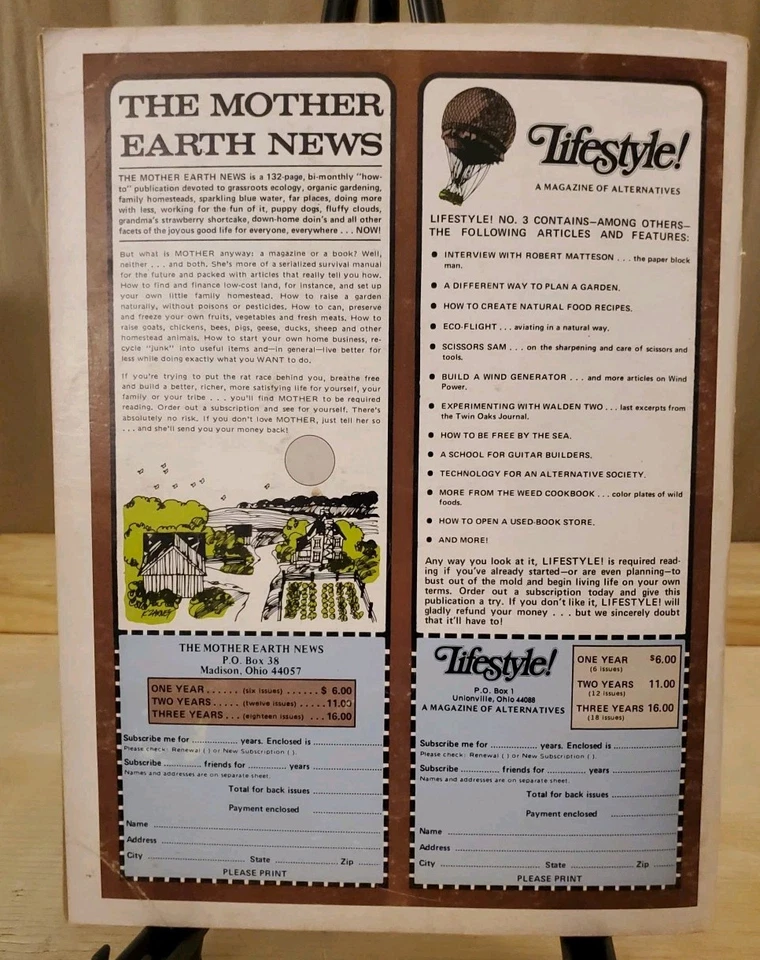 THE MOTHER
EARTH NEWS
THE MOTHER EARTH NEWS is a 132-page, bi-monthly "how-
to" publication devoted to grassroots ecology, organic gardening,
family homesteads, sparkling blue water, far places, doing more
with less, working for the fun of it, puppy dogs, fluffy clouds,
grandma's strawberry shortcake, down-home doin's and all other
facets of the joyous good life for everyone, everywhere . . . NOW!
But what is MOTHER anyway: a magazine or a book? Well,
neither . . . and both. She's more of a serialized survival manual
for the future and packed with articles that really tell you how.
How to find and finance low-cost land, for instance, and set up
your own little family homestead. How to raise a garden
naturally, without poisons or pesticides. How to can, preserve
and freeze your own fruits, vegetables and fresh meats. How to
raise goats, chickens, bees, pigs, geese, ducks, sheep and other
homestead animals. How to start your own home business, re-
cycle "junk" into useful items and—in general—live better for
less while doing exactly what you WANT to do.
If you're trying to put the rat race behind you, breathe free
and build a better, richer, more satisfying life for yourself, your
family or your tribe . . . you'll find MOTHER to be required
reading. Order out a subscription and see for yourself. There's
absolutely no risk. If you don't love MOTHER, just tell her so
. . . and she'll send you your money back!
THE MOTHER EARTH NEWS
P.O. Box 38
Madison, Ohio 44057
ONE YEAR . . . . . . (six issues) . . . . . . $ 6.00
TWO YEARS . . . . . (twelve issues) . . . . 11.00
THREE YEARS . . . (eighteen issues) . . . 16.00
Subscribe me for ............ years. Enclosed is ....................
Please check: Renewal ( ) or New Subscription ( ).
Subscribe ............ friends for ............ years ....................
Names and addresses are on separate sheet.
Total for back issues ....................
Payment enclosed ....................
Name ....................
Address ....................
City .................... State .................... Zip .......
PLEASE PRINT
Lifestyle!
A MAGAZINE OF ALTERNATIVES
LIFESTYLE! NO. 3 CONTAINS—AMONG OTHERS—
THE FOLLOWING ARTICLES AND FEATURES:
● INTERVIEW WITH ROBERT MATTESON . . . the paper block
man.
● A DIFFERENT WAY TO PLAN A GARDEN.
● HOW TO CREATE NATURAL FOOD RECIPES.
● ECO-FLIGHT . . . aviating in a natural way.
● SCISSORS SAM . . . on the sharpening and care of scissors and
tools.
● BUILD A WIND GENERATOR . . . and more articles on Wind
Power.
● EXPERIMENTING WITH WALDEN TWO . . . last excerpts from
the Twin Oaks Journal.
● HOW TO BE FREE BY THE SEA.
● A SCHOOL FOR GUITAR BUILDERS.
● TECHNOLOGY FOR AN ALTERNATIVE SOCIETY.
● MORE FROM THE WEED COOKBOOK . . . color plates of wild
foods.
● HOW TO OPEN A USED-BOOK STORE.
● AND MORE!
Any way you look at it, LIFESTYLE! is required read-
ing if you've already started—or are even planning—to
bust out of the mold and begin living life on your own
terms. Order out a subscription today and give this
publication a try. If you don't like it, LIFESTYLE! will
gladly refund your money . . . but we sincerely doubt
that it'll have to!
Lifestyle!
P.O. Box 1
Unionville, Ohio 44088
A MAGAZINE OF ALTERNATIVES
ONE YEAR $6.00
(6 issues)
TWO YEARS 11.00
(12 issues)
THREE YEARS 16.00
(18 issues)
Subscribe me for ............ years. Enclosed is ....................
Please check: Renewal ( ) or New Subscription ( ).
Subscribe ............ friends for ............ years ....................
Names and addresses are on separate sheet.
Total for back issues ....................
Payment enclosed ....................
Name ....................
Address ....................
City .................... State .................... Zip .......
PLEASE PRINT